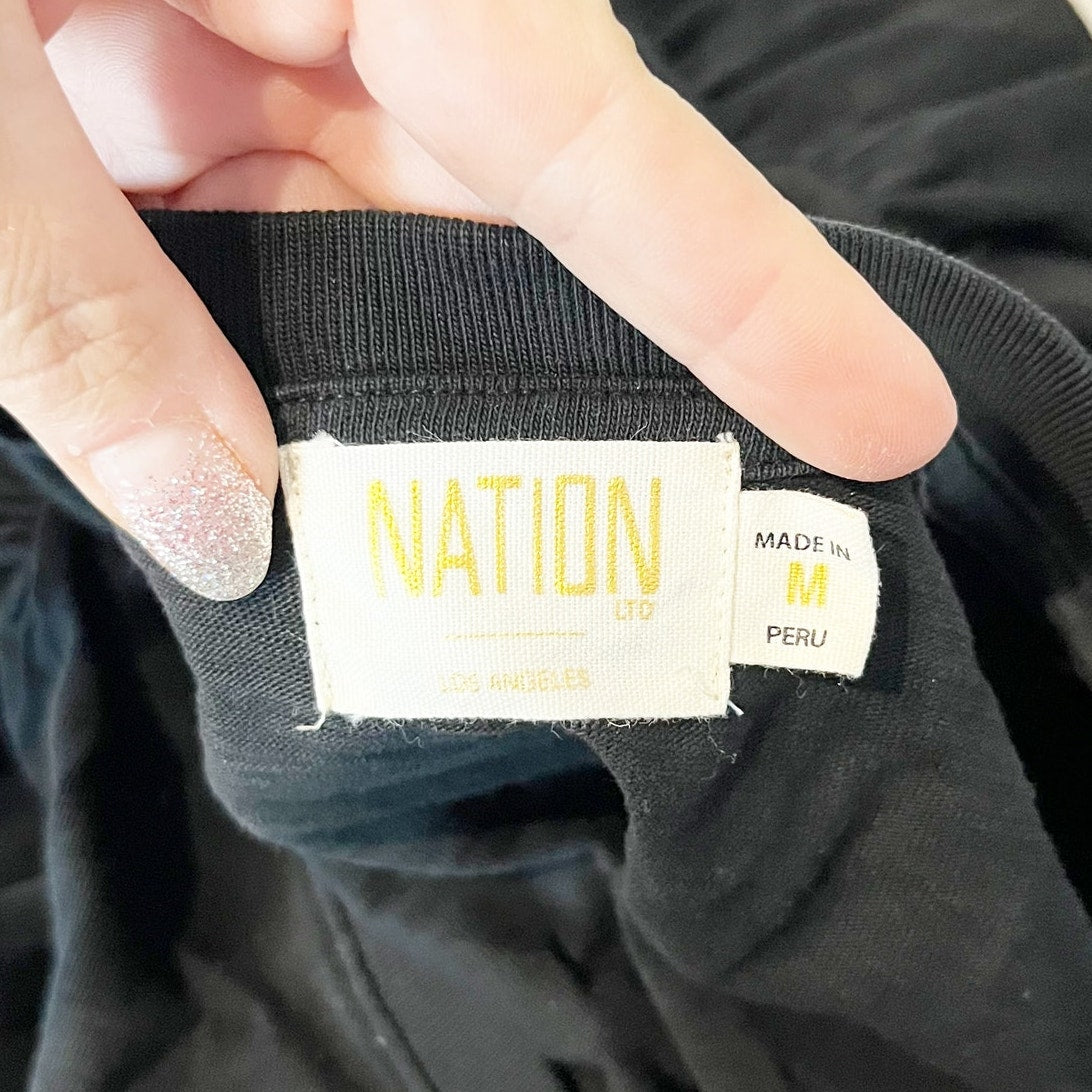 NATION
LTD
LOS ANGELES
MADE IN
M
PERU